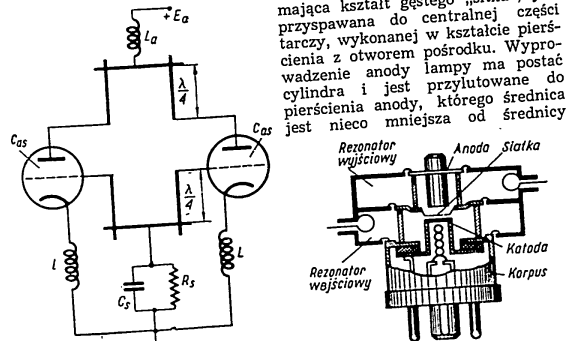 +Ea
La
λ/4
Cas
Cas
λ/4
L
L
Cs
Rs
mająca kształt gęstego
przyspawana do centralnej części
tarczy, wykonanej w kształcie pierś-
cienia z otworem pośrodku. Wypro-
wadzenie anody lampy ma postać
cylindra i jest przylutowane do
pierścienia anody, którego średnica
jest nieco mniejsza od średnicy
Rezonator
wyjściowy
Anoda
Siatka
Katoda
Korpus
Rezonator
wejściowy